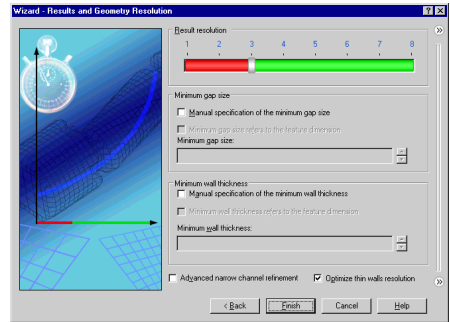 Wizard - Results and Geometry Resolution
Result resolution
1 2 3 4 5 6 7 8
Minimum gap size
Manual specification of the minimum gap size
Minimum gap size refers to the feature dimension
Minimum gap size:
Minimum wall thickness
Manual specification of the minimum wall thickness
Minimum wall thickness refers to the feature dimension
Minimum wall thickness:
Advanced narrow channel refinement
Optimize thin walls resolution
< Back
Finish
Cancel
Help